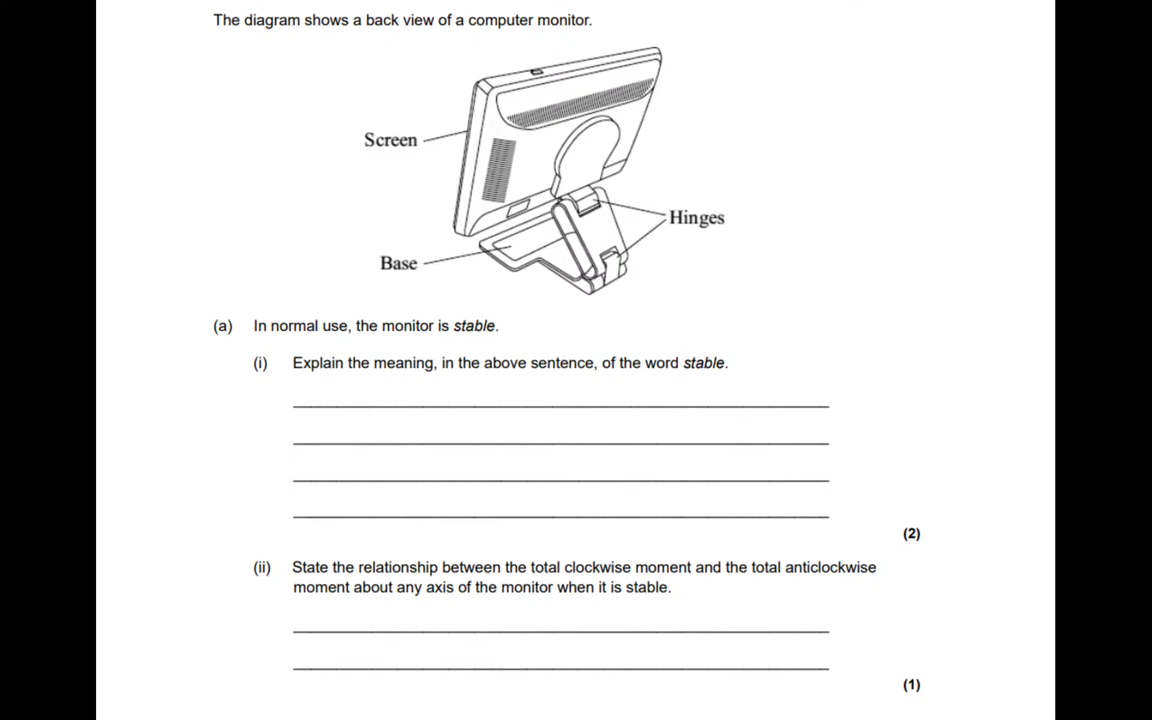 The diagram shows a back view of a computer monitor.
Screen
Hinges
Base
(a) In normal use, the monitor is stable.
(i) Explain the meaning, in the above sentence, of the word stable.
(2)
(ii) State the relationship between the total clockwise moment and the total anticlockwise
moment about any axis of the monitor when it is stable.
(1)